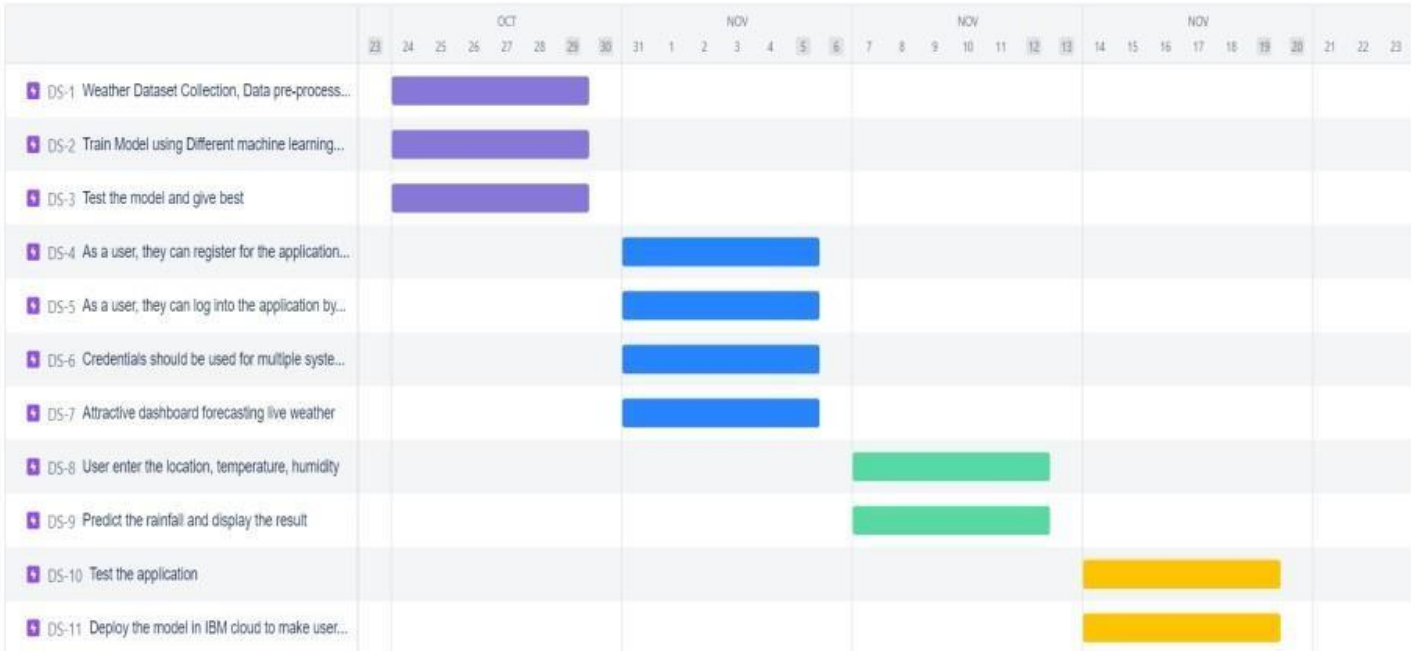 OCT NOV NOV NOV
23 24 25 26 27 28 29 30 31 1 2 3 4 5 6 7 8 9 10 11 12 13 14 15 16 17 18 19 20 21 22 23
DS-1 Weather Dataset Collection, Data pre-process...
DS-2 Train Model using Different machine learning...
DS-3 Test the model and give best
DS-4 As a user, they can register for the application...
DS-5 As a user, they can log into the application by...
DS-6 Credentials should be used for multiple syste...
DS-7 Attractive dashboard forecasting live weather
DS-8 User enter the location, temperature, humidity
DS-9 Predict the rainfall and display the result
DS-10 Test the application
DS-11 Deploy the model in IBM cloud to make user...